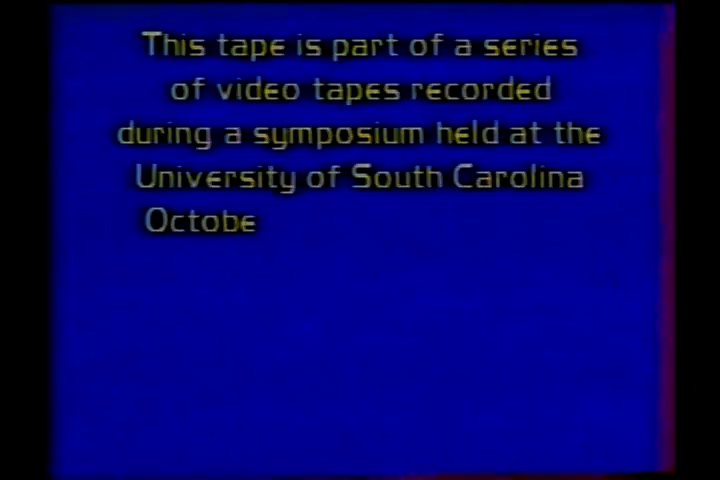 This tape is part of a series
of video tapes recorded
during a symposium held at the
University of South Carolina
Octobe